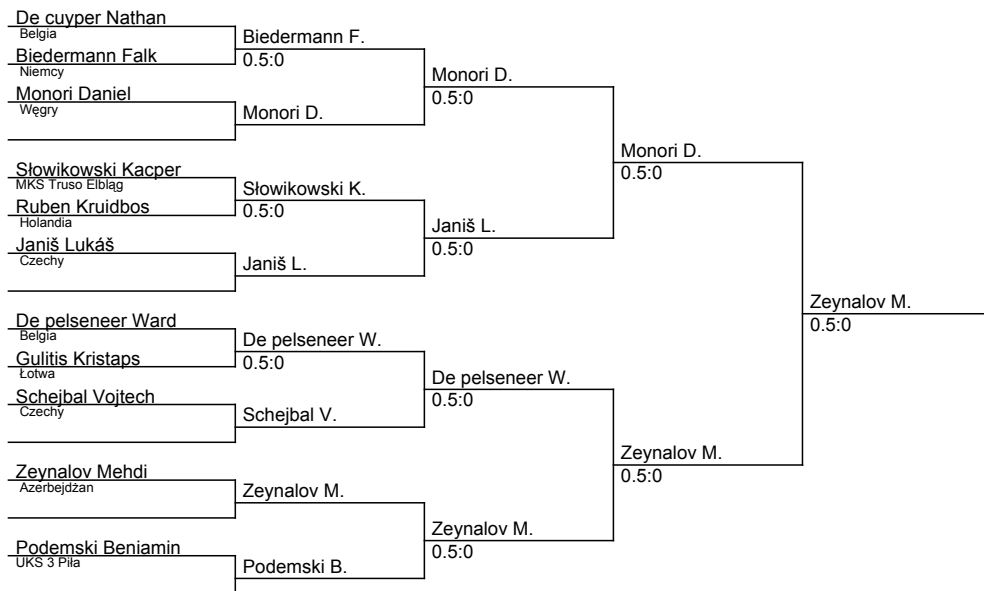 De cuyper Nathan
Belgia
Biedermann Falk
Niemcy
Monori Daniel
Węgry
Słowikowski Kacper
MKS Truso Elbląg
Ruben Kruidbos
Holandia
Janiš Lukáš
Czechy
De pelseneer Ward
Belgia
Gulitis Kristaps
Łotwa
Schejbal Vojtech
Czechy
Zeynalov Mehdi
Azerbejdżan
Podemski Beniamin
UKS 3 Piła
Biedermann F.
0.5:0
Monori D.
Słowikowski K.
0.5:0
Janiš L.
De pelseneer W.
0.5:0
Schejbal V.
Zeynalov M.
Podemski B.
Monori D.
0.5:0
Janiš L.
0.5:0
De pelseneer W.
0.5:0
Zeynalov M.
0.5:0
Monori D.
0.5:0
Zeynalov M.
0.5:0
Zeynalov M.
0.5:0